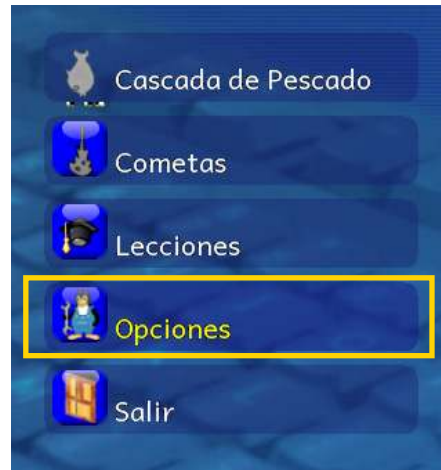 Cascada de Pescado
Cometas
Lecciones
Opciones
Salir